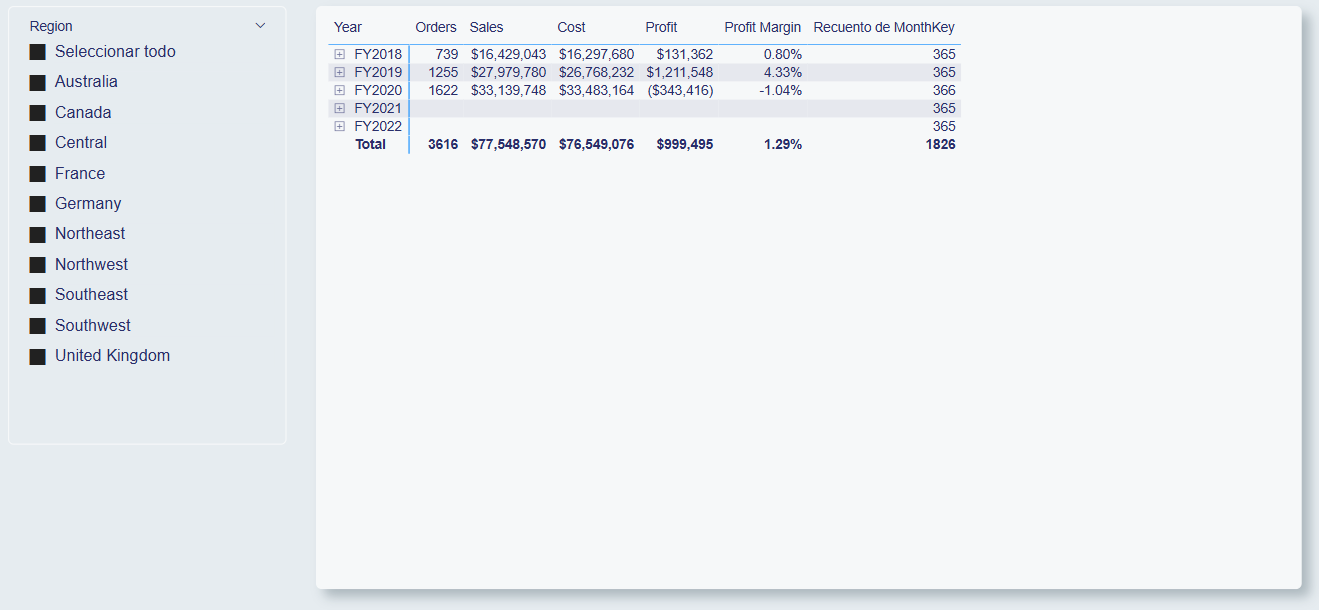 Region
Seleccionar todo
Australia
Canada
Central
France
Germany
Northeast
Northwest
Southeast
Southwest
United Kingdom
Year Orders Sales Cost Profit Profit Margin Recuento de MonthKey
FY2018 739 $16,429,043 $16,297,680 $131,362 0.80% 365
FY2019 1255 $27,979,780 $26,768,232 $1,211,548 4.33% 365
FY2020 1622 $33,139,748 $33,483,164 ($343,416) -1.04% 366
FY2021 365
FY2022 365
Total 3616 $77,548,570 $76,549,076 $999,495 1.29% 1826